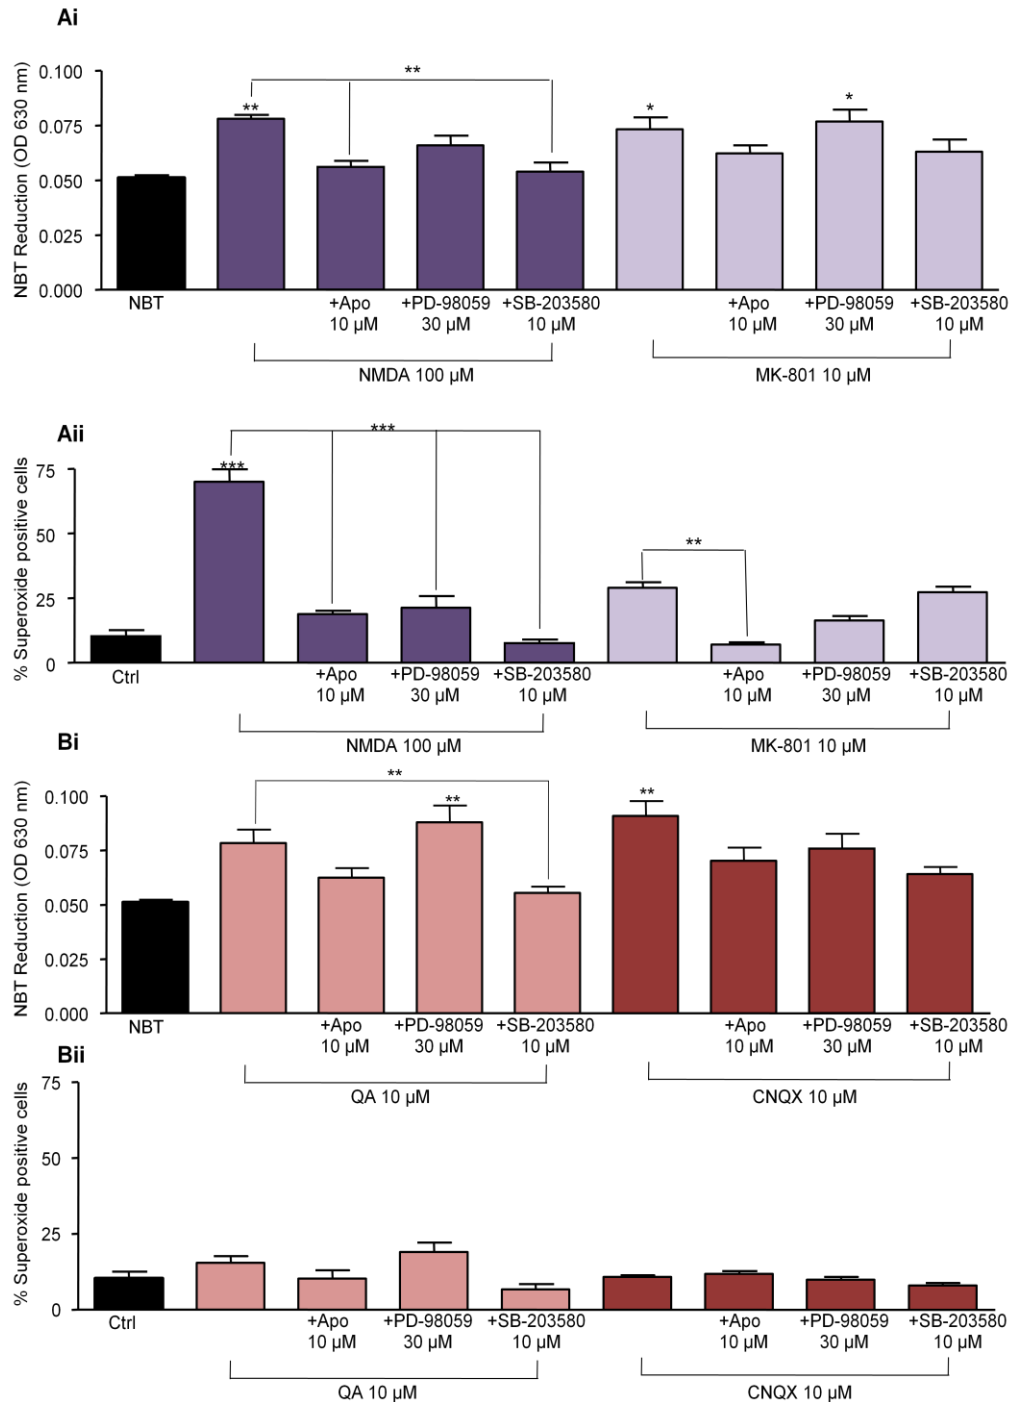 Ai
NBT Reduction (OD 630 nm)
0.100
0.075
0.050
0.025
0.000
**
**
*
*
NBT
+Apo
10 µM
+PD-98059
30 µM
+SB-203580
10 µM
+Apo
10 µM
+PD-98059
30 µM
+SB-203580
10 µM
NMDA 100 µM
MK-801 10 µM
Aii
% Superoxide positive cells
75
50
25
0
***
***
**
Ctrl
+Apo
10 µM
+PD-98059
30 µM
+SB-203580
10 µM
+Apo
10 µM
+PD-98059
30 µM
+SB-203580
10 µM
NMDA 100 µM
MK-801 10 µM
Bi
NBT Reduction (OD 630 nm)
0.100
0.075
0.050
0.025
0.000
**
**
**
NBT
+Apo
10 µM
+PD-98059
30 µM
+SB-203580
10 µM
+Apo
10 µM
+PD-98059
30 µM
+SB-203580
10 µM
QA 10 µM
CNQX 10 µM
Bii
% Superoxide positive cells
75
50
25
0
Ctrl
+Apo
10 µM
+PD-98059
30 µM
+SB-203580
10 µM
+Apo
10 µM
+PD-98059
30 µM
+SB-203580
10 µM
QA 10 µM
CNQX 10 µM